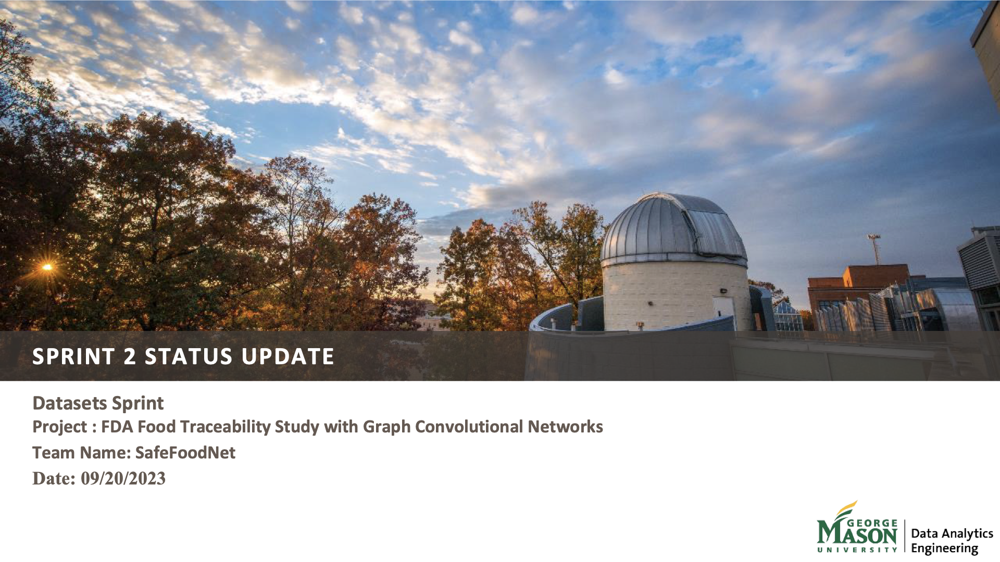 SPRINT 2 STATUS UPDATE
Datasets Sprint
Project : FDA Food Traceability Study with Graph Convolutional Networks
Team Name: SafeFoodNet
Date: 09/20/2023
GEORGE
MASON
UNIVERSITY
Data Analytics
Engineering